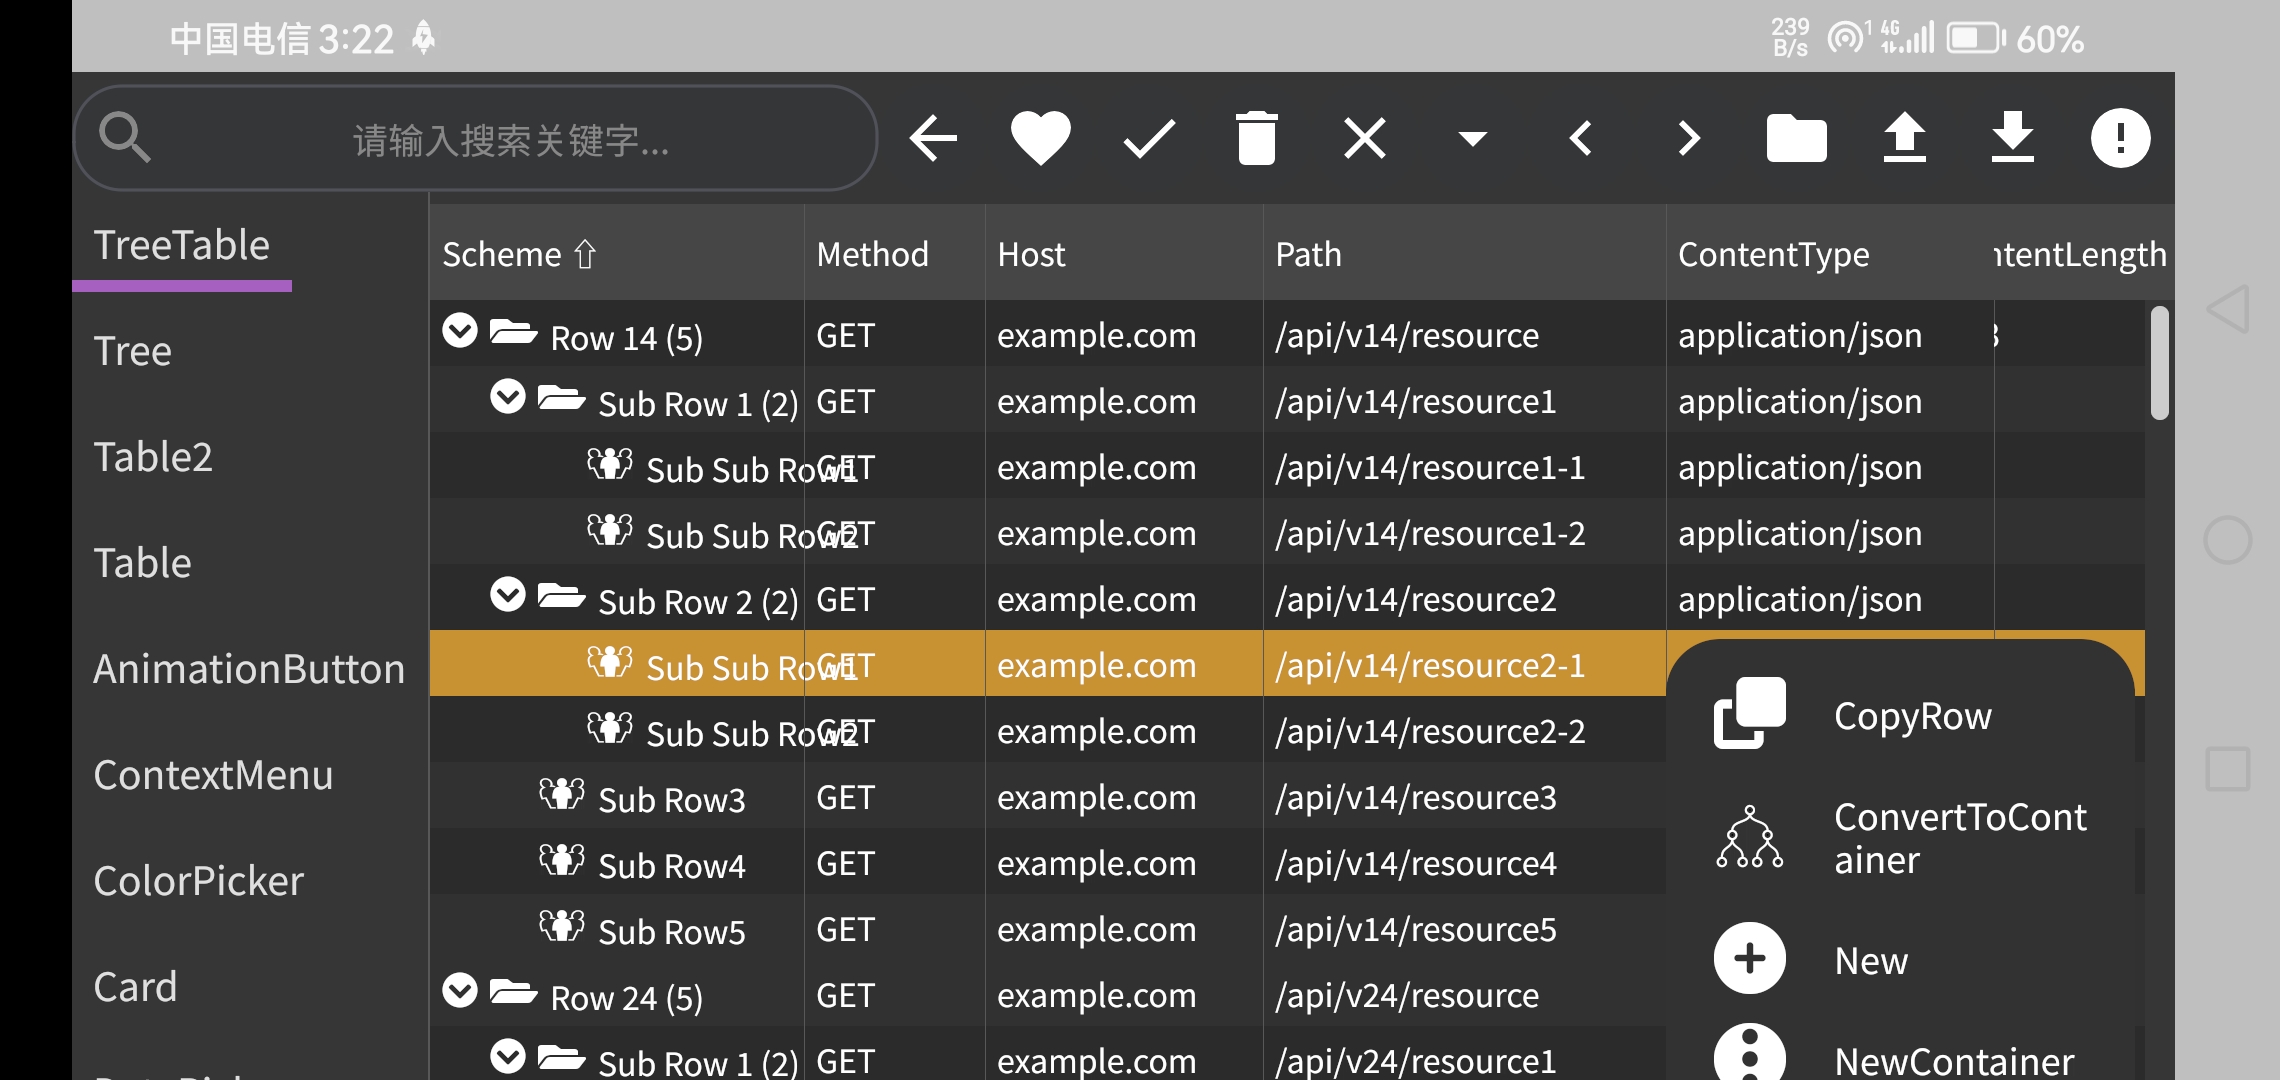 中国电信 3:22
239 B/s 1 4G 60%
请输入搜索关键字...
TreeTable
Tree
Table2
Table
AnimationButton
ContextMenu
ColorPicker
Card
Scheme ⇧ Method Host Path ContentType ntentLength
Row 14 (5) GET example.com /api/v14/resource application/json
Sub Row 1 (2) GET example.com /api/v14/resource1 application/json
Sub Sub Row1 GET example.com /api/v14/resource1-1 application/json
Sub Sub Row2 GET example.com /api/v14/resource1-2 application/json
Sub Row 2 (2) GET example.com /api/v14/resource2 application/json
Sub Sub Row1 GET example.com /api/v14/resource2-1
Sub Sub Row2 GET example.com /api/v14/resource2-2
Sub Row3 GET example.com /api/v14/resource3
Sub Row4 GET example.com /api/v14/resource4
Sub Row5 GET example.com /api/v14/resource5
Row 24 (5) GET example.com /api/v24/resource
Sub Row 1 (2) GET example.com /api/v24/resource1
CopyRow
ConvertToCont
ainer
New
NewContainer